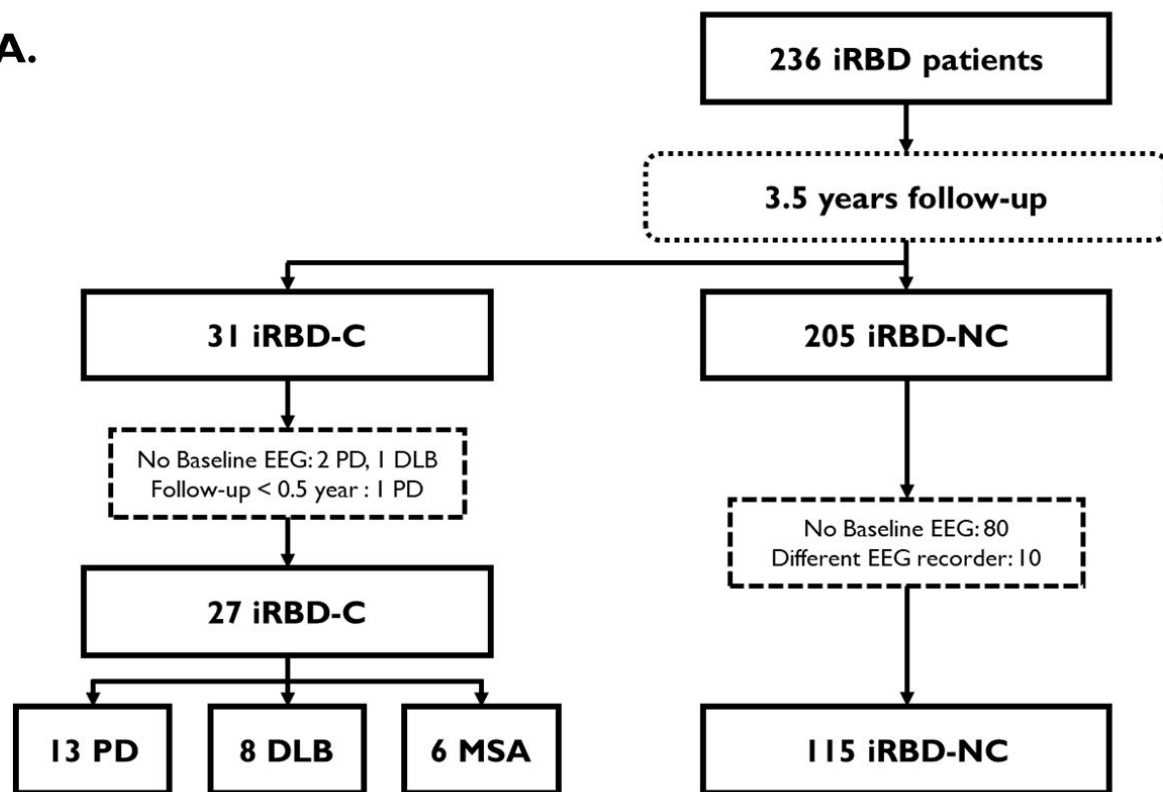 A.
236 iRBD patients
3.5 years follow-up
31 iRBD-C
205 iRBD-NC
No Baseline EEG: 2 PD, 1 DLB
Follow-up < 0.5 year : 1 PD
No Baseline EEG: 80
Different EEG recorder: 10
27 iRBD-C
13 PD
8 DLB
6 MSA
115 iRBD-NC